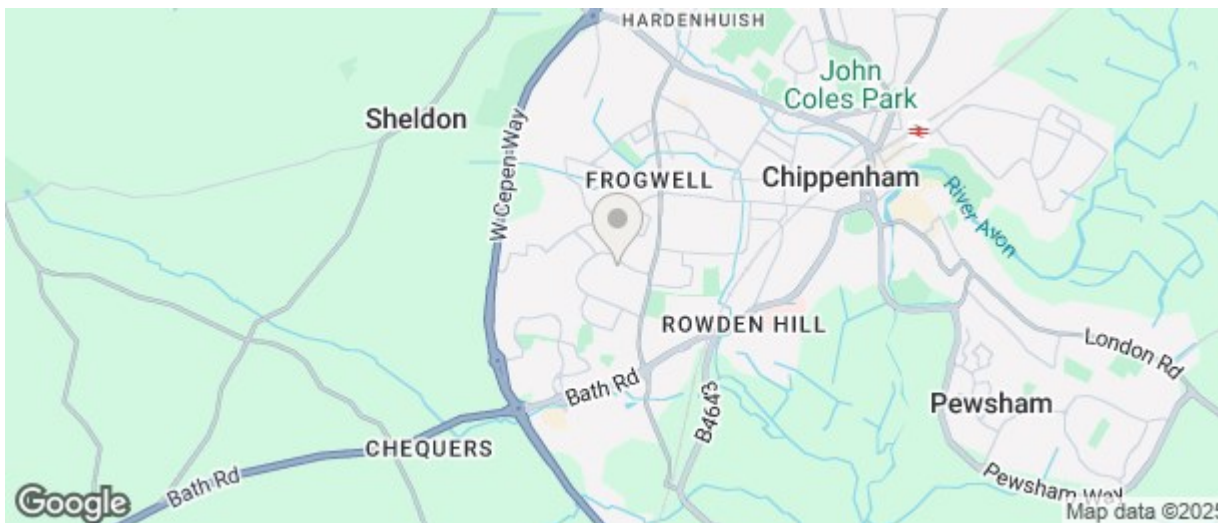 HARDENHUISH
John
Coles Park
Sheldon
W Cepen Way
FROGWELL
Chippenham
River Avon
ROWDEN HILL
London Rd
Bath Rd
B4643
Pewsham
CHEQUERS
Bath Rd
Pewsham Way
Google
Map data ©2025